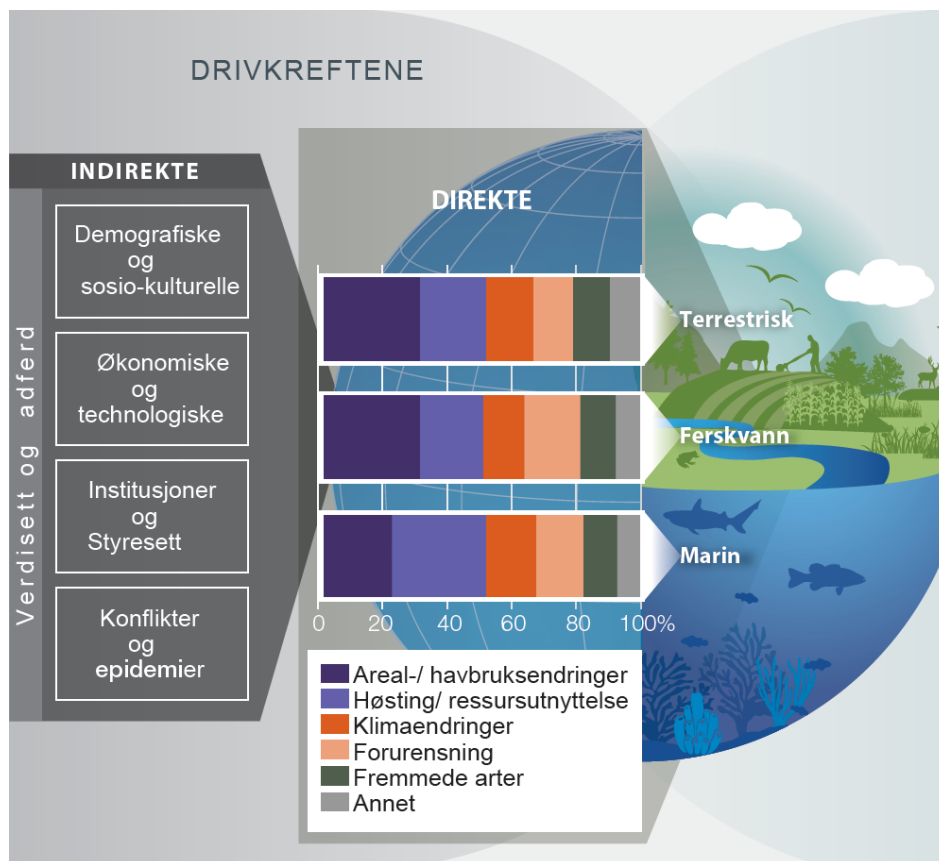 DRIVKREFTENE
INDIREKTE
Verdisett og adferd
Demografiske
og
sosio-kulturelle
Økonomiske
og
technologiske
Institusjoner
og
Styresett
Konflikter
og
epidemier
DIREKTE
Terrestrisk
Ferskvann
Marin
0 20 40 60 80 100%
Areal-/ havbruksendringer
Høsting/ ressursutnyttelse
Klimaendringer
Forurensning
Fremmede arter
Annet